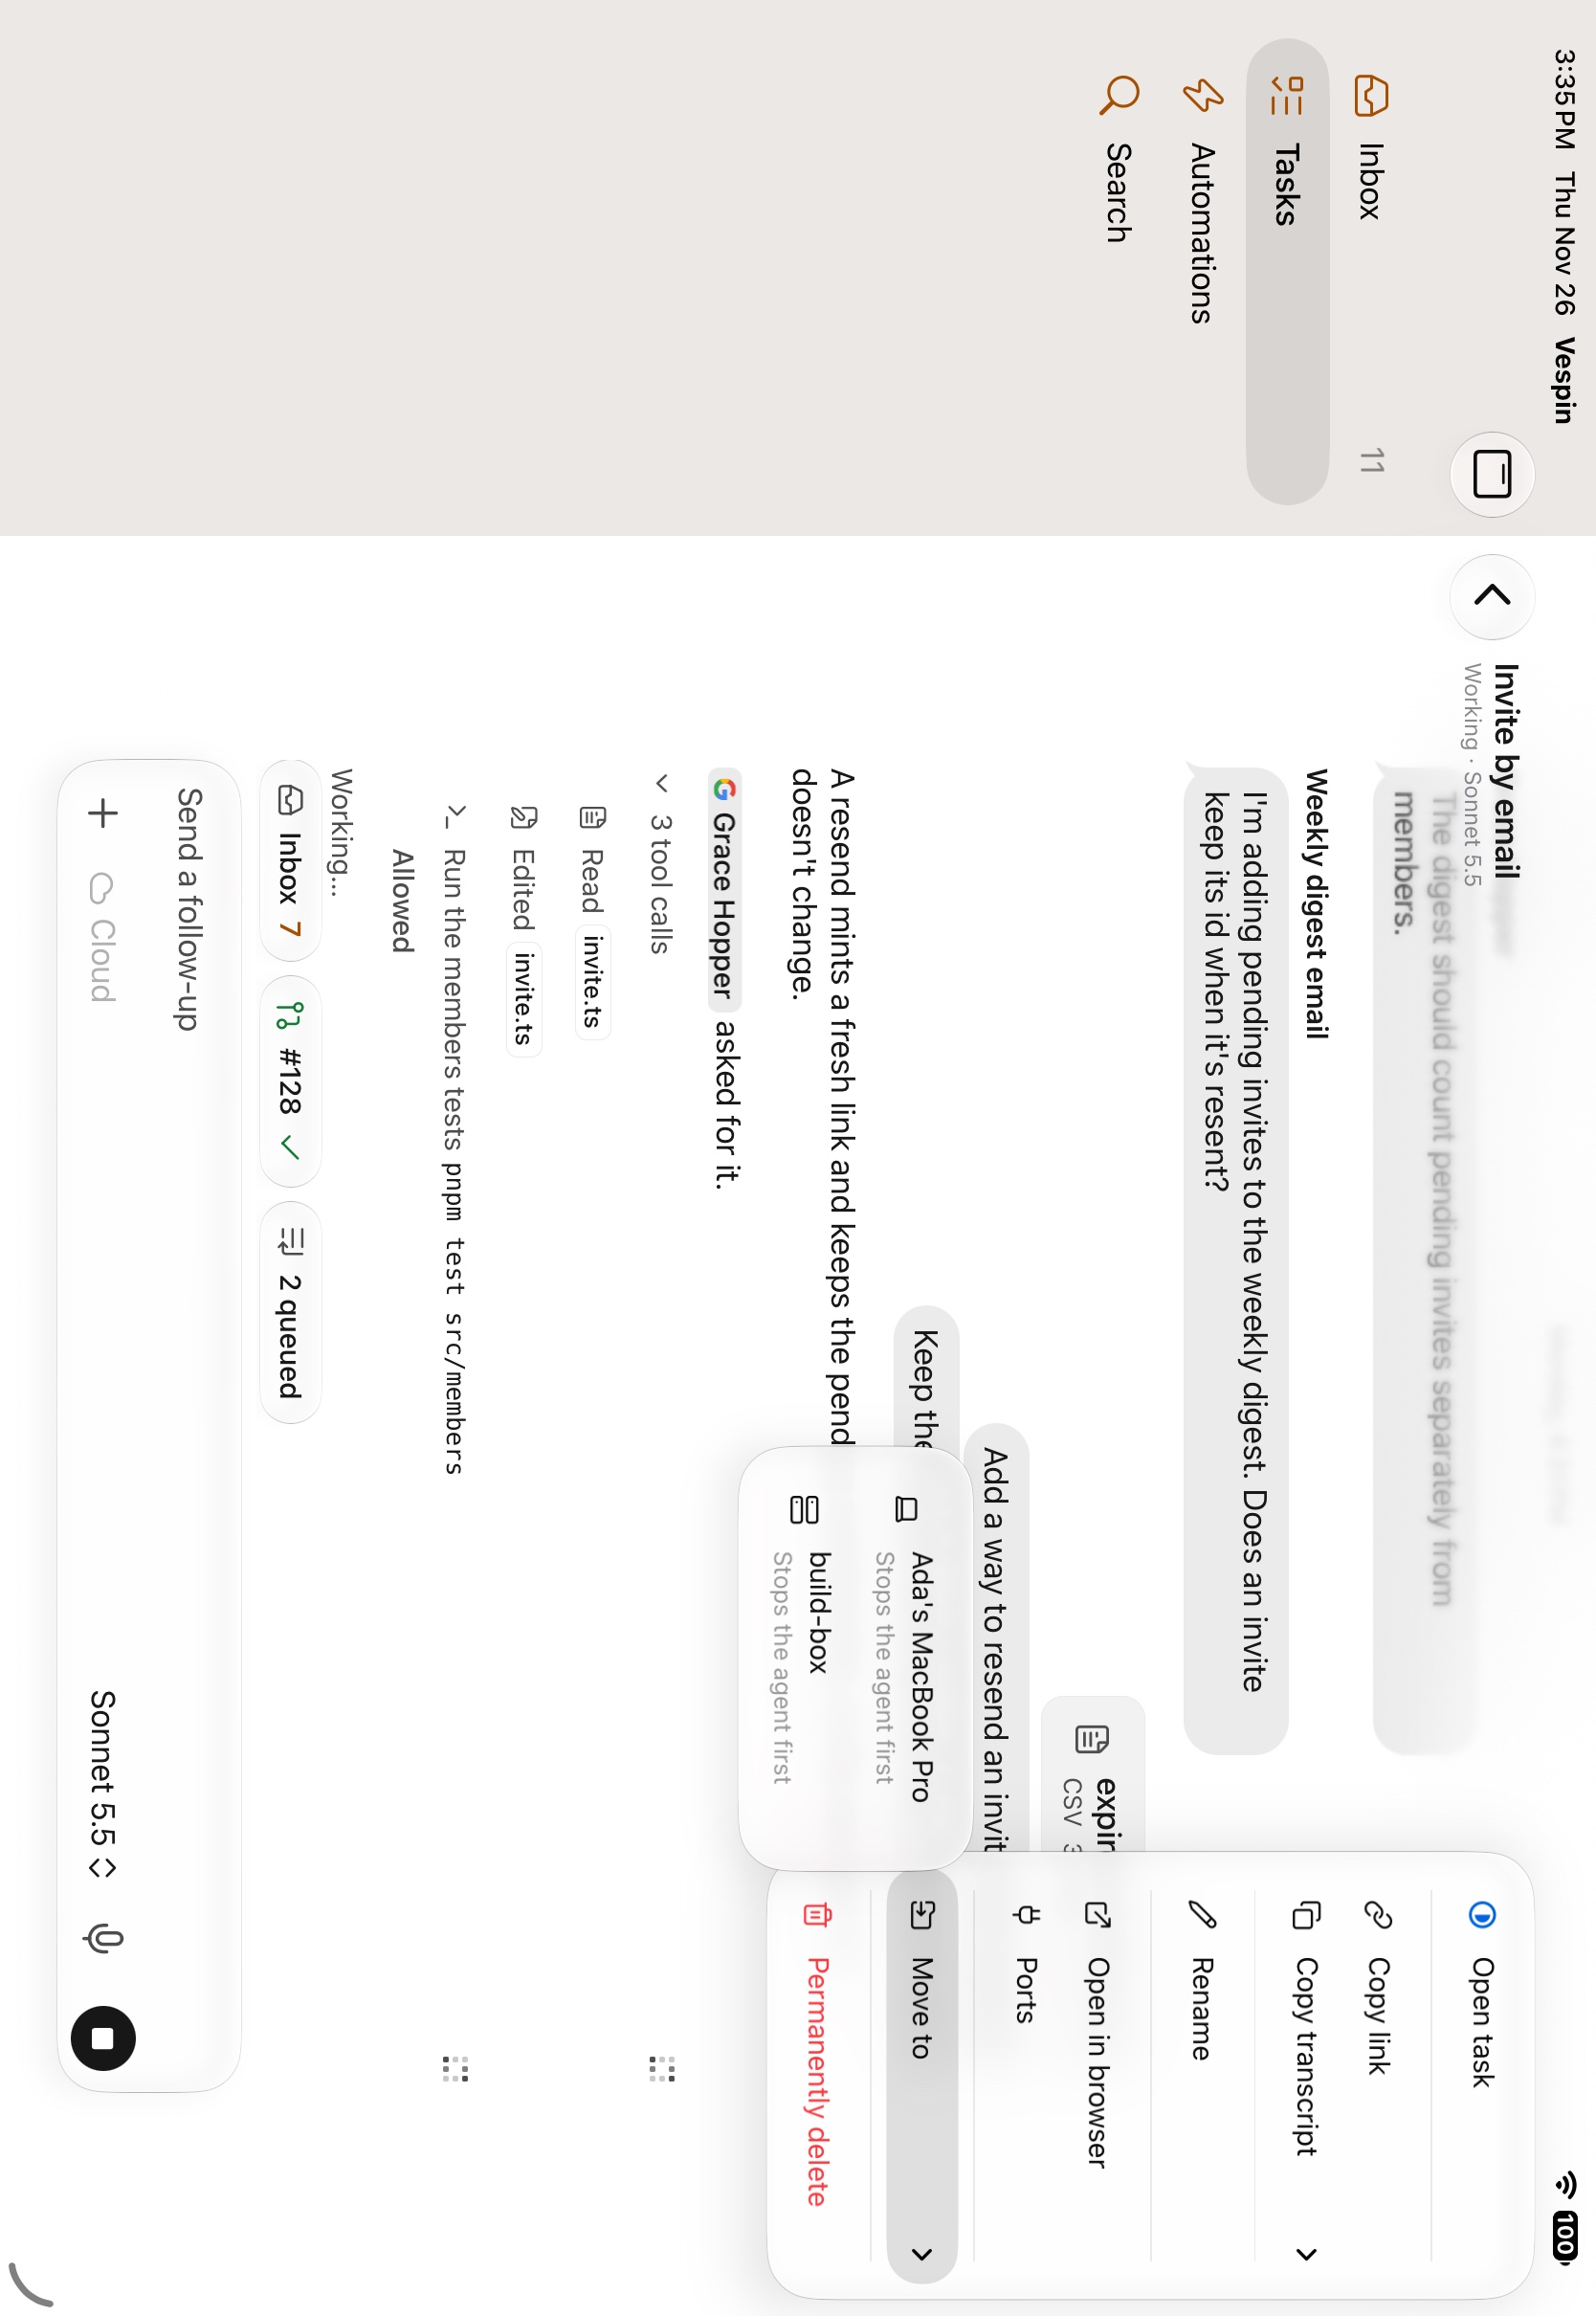 3:35 PM Thu Nov 26 Vespin
100
Inbox 11
Tasks
Automations
Search
Invite by email
Working · Sonnet 5.5
The digest should count pending invites separately from
members.
Weekly digest email
I'm adding pending invites to the weekly digest. Does an invite
keep its id when it's resent?
CSV
Add a way to resend an
Keep
A resend mints a fresh link and keeps the
doesn't change.
Grace Hopper asked for it.
3 tool calls
Read invite.ts
Edited invite.ts
Run the members tests pnpm test src/members
Allowed
Working...
Inbox 7
#128
2 queued
Send a follow-up
Cloud
Sonnet 5.5
Open task
Copy link
Copy transcript
Rename
Open in browser
Ports
Move to
Permanently delete
Ada's MacBook Pro
Stops the agent first
build-box
Stops the agent first